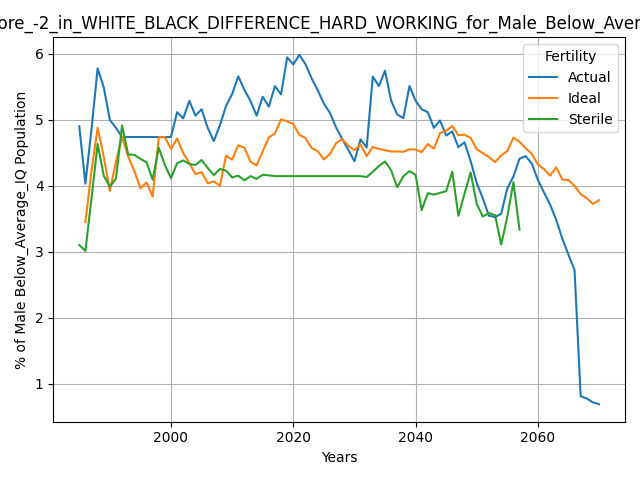 ore_-2_in_WHITE_BLACK_DIFFERENCE_HARD_WORKING_for_Male_Below_Aver
Fertility
Actual
Ideal
Sterile
% of Male Below_Average_IQ Population
6
5
4
3
2
1
2000 2020 2040 2060
Years